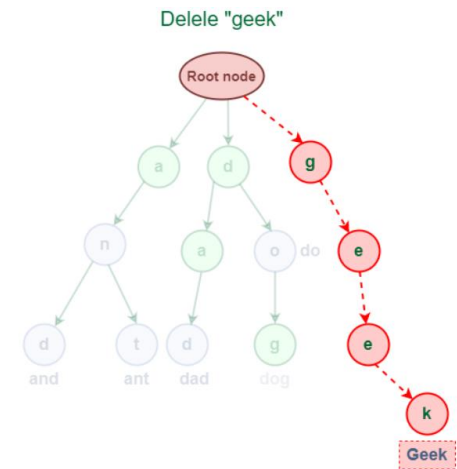 Delele "geek"
Root node
a d g
n a o do e
d t d g e
and ant dad dog
k
Geek